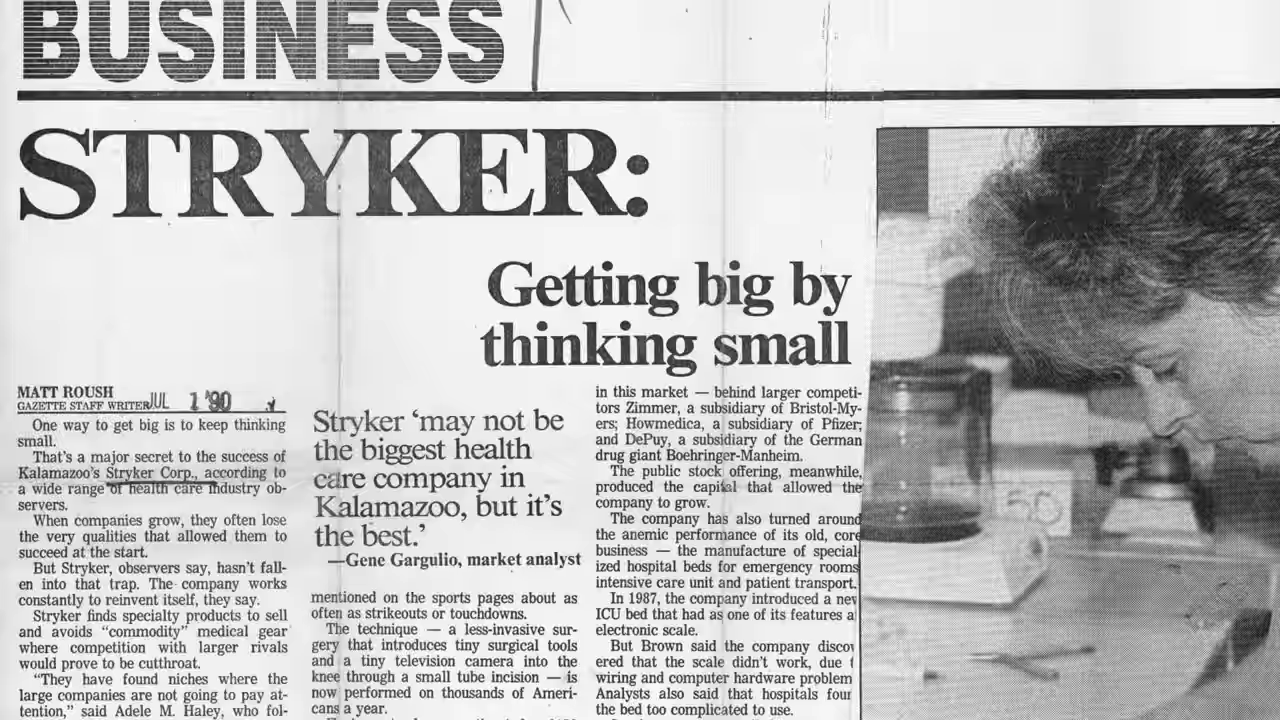 BUSINESS
STRYKER:
Getting big by
thinking small
MATT ROUSH
GAZETTE STAFF WRITER JUL 1 '90
One way to get big is to keep thinking
small.
That's a major secret to the success of
Kalamazoo's Stryker Corp., according to
a wide range of health care industry ob-
servers.
When companies grow, they often lose
the very qualities that allowed them to
succeed at the start.
But Stryker, observers say, hasn't fall-
en into that trap. The company works
constantly to reinvent itself, they say.
Stryker finds specialty products to sell
and avoids “commodity” medical gear
where competition with larger rivals
would prove to be cutthroat.
“They have found niches where the
large companies are not going to pay at-
tention,” said Adele M. Haley, who fol-
Stryker ‘may not be
the biggest health
care company in
Kalamazoo, but it’s
the best.’
—Gene Gargulio, market analyst
mentioned on the sports pages about as
often as strikeouts or touchdowns.
The technique — a less-invasive sur-
gery that introduces tiny surgical tools
and a tiny television camera into the
knee through a small tube incision — is
now performed on thousands of Ameri-
cans a year.
in this market — behind larger competi-
tors Zimmer, a subsidiary of Bristol-My-
ers; Howmedica, a subsidiary of Pfizer;
and DePuy, a subsidiary of the German
drug giant Boehringer-Manheim.
The public stock offering, meanwhile,
produced the capital that allowed the
company to grow.
The company has also turned around
the anemic performance of its old, core
business — the manufacture of special-
ized hospital beds for emergency rooms
intensive care unit and patient transport.
In 1987, the company introduced a new
ICU bed that had as one of its features a
electronic scale.
But Brown said the company discov
ered that the scale didn't work, due t
wiring and computer hardware problem
Analysts also said that hospitals four
the bed too complicated to use.
56